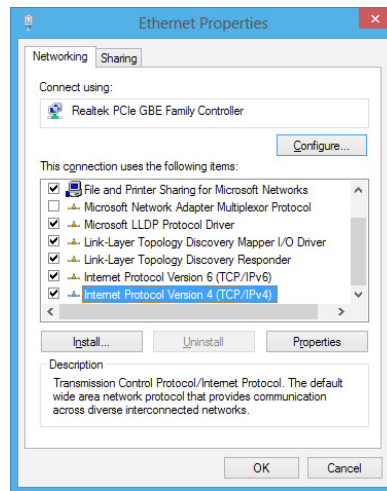 Ethernet Properties
Networking
Sharing
Connect using:
Realtek PCIe GBE Family Controller
Configure...
This connection uses the following items:
File and Printer Sharing for Microsoft Networks
Microsoft Network Adapter Multiplexor Protocol
Microsoft LLDP Protocol Driver
Link-Layer Topology Discovery Mapper I/O Driver
Link-Layer Topology Discovery Responder
Internet Protocol Version 6 (TCP/IPv6)
Internet Protocol Version 4 (TCP/IPv4)
Install...
Uninstall
Properties
Description
Transmission Control Protocol/Internet Protocol. The default
wide area network protocol that provides communication
across diverse interconnected networks.
OK
Cancel